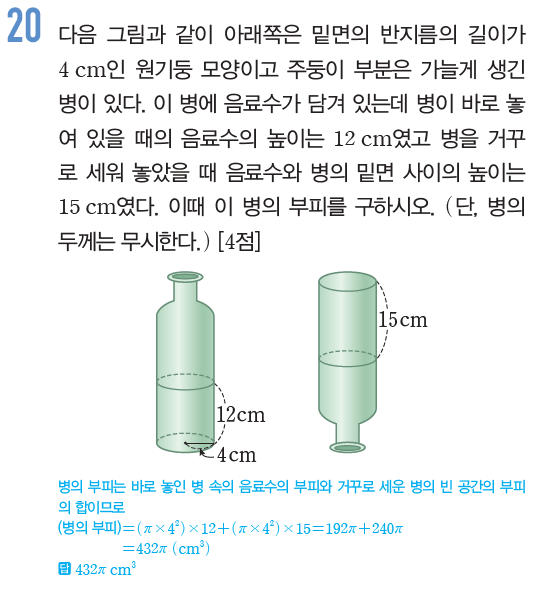 20 다음 그림과 같이 아래쪽은 밑면의 반지름의 길이가
4 cm인 원기둥 모양이고 주둥이 부분은 가늘게 생긴
병이 있다. 이 병에 음료수가 담겨 있는데 병이 바로 놓
여 있을 때의 음료수의 높이는 12 cm였고 병을 거꾸
로 세워 놓았을 때 음료수와 병의 밑면 사이의 높이는
15 cm였다. 이때 이 병의 부피를 구하시오. (단, 병의
두께는 무시한다.) [4점]
15cm
12cm
4cm
병의 부피는 바로 놓인 병 속의 음료수의 부피와 거꾸로 세운 병의 빈 공간의 부피
의 합이므로
(병의 부피)=(π×4²)×12+(π×4²)×15=192π+240π
=432π (cm³)
답 432π cm³